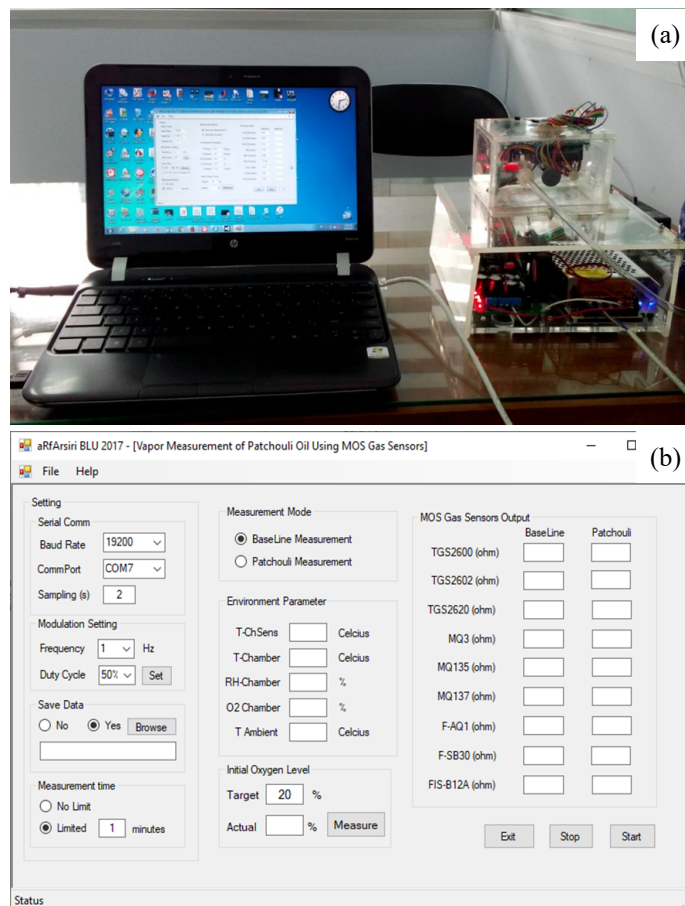 (a)
hp
aRfArsiri BLU 2017 - [Vapor Measurement of Patchouli Oil Using MOS Gas Sensors]
(b)
File Help
Setting
Serial Comm
Baud Rate 19200
CommPort COM7
Sampling (s) 2
Modulation Setting
Frequency 1 Hz
Duty Cycle 50% Set
Save Data
No Yes Browse
Measurement time
No Limit
Limited 1 minutes
Measurement Mode
BaseLine Measurement
Patchouli Measurement
Environment Parameter
T-ChSens Celcius
T-Chamber Celcius
RH-Chamber %
O2 Chamber %
T Ambient Celcius
Initial Oxygen Level
Target 20 %
Actual % Measure
MOS Gas Sensors Output
BaseLine Patchouli
TGS2600 (ohm)
TGS2602 (ohm)
TGS2620 (ohm)
MQ3 (ohm)
MQ135 (ohm)
MQ137 (ohm)
F-AQ1 (ohm)
F-SB30 (ohm)
FIS-B12A (ohm)
Exit Stop Start
Status